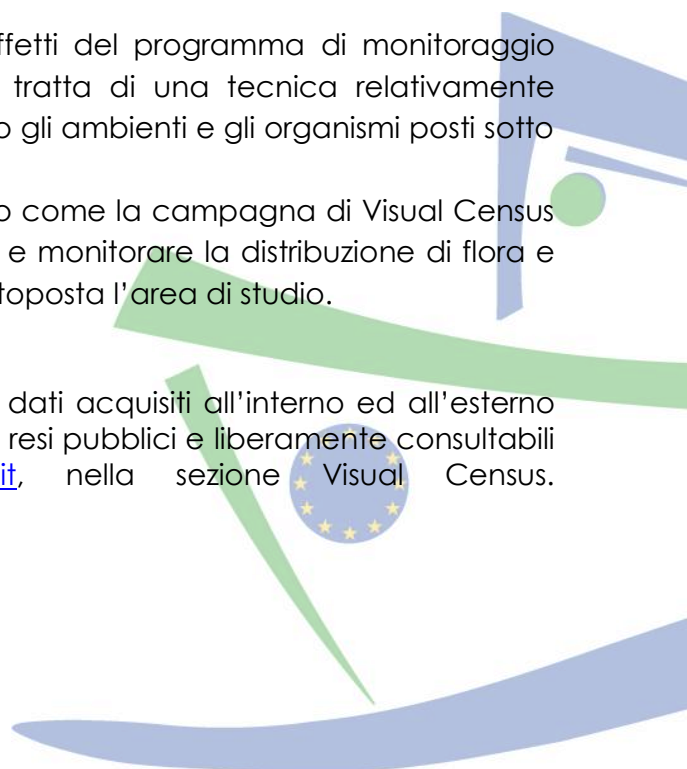 ffetti del programma di monitoraggio
tratta di una tecnica relativamente
o gli ambienti e gli organismi posti sotto
o come la campagna di Visual Census
e monitorare la distribuzione di flora e
toposta l'area di studio.
dati acquisiti all'interno ed all'esterno
resi pubblici e liberamente consultabili
it, nella sezione Visual Census.